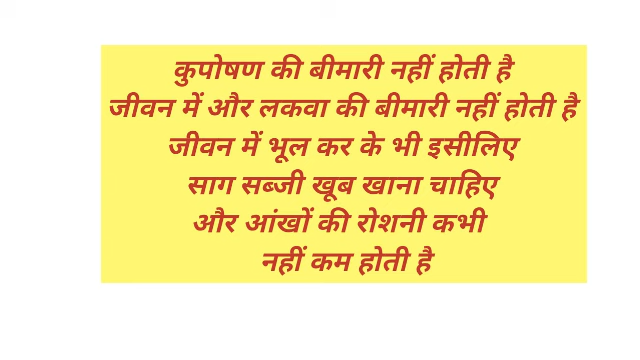 कुपोषण की बीमारी नहीं होती है
जीवन में और लकवा की बीमारी नहीं होती है
जीवन में भूल कर के भी इसीलिए
साग सब्जी खूब खाना चाहिए
और आंखों की रोशनी कभी
नहीं कम होती है